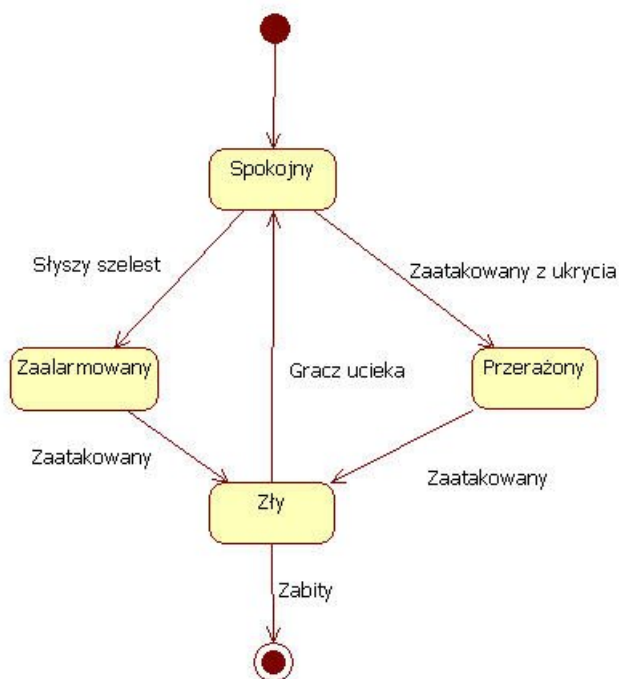 Spokojny
Słyszy szelest
Zaatakowany z ukrycia
Zaalarmowany
Gracz ucieka
Przerażony
Zaatakowany
Zaatakowany
Zły
Zabity